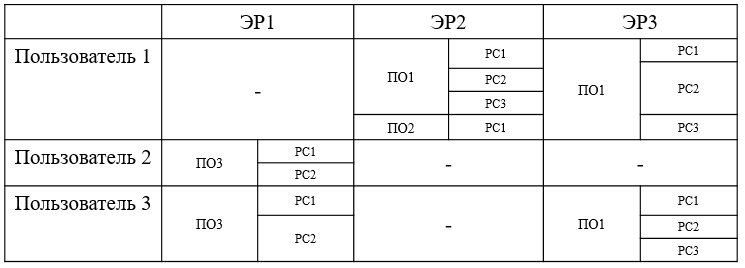 ЭР1 ЭР2 ЭР3
Пользователь 1 - ПО1 РС1 РС2 РС3 ПО2 РС1 ПО1 РС1 РС2 РС3
Пользователь 2 ПО3 РС1 РС2 - -
Пользователь 3 ПО3 РС1 РС2 - ПО1 РС1 РС2 РС3